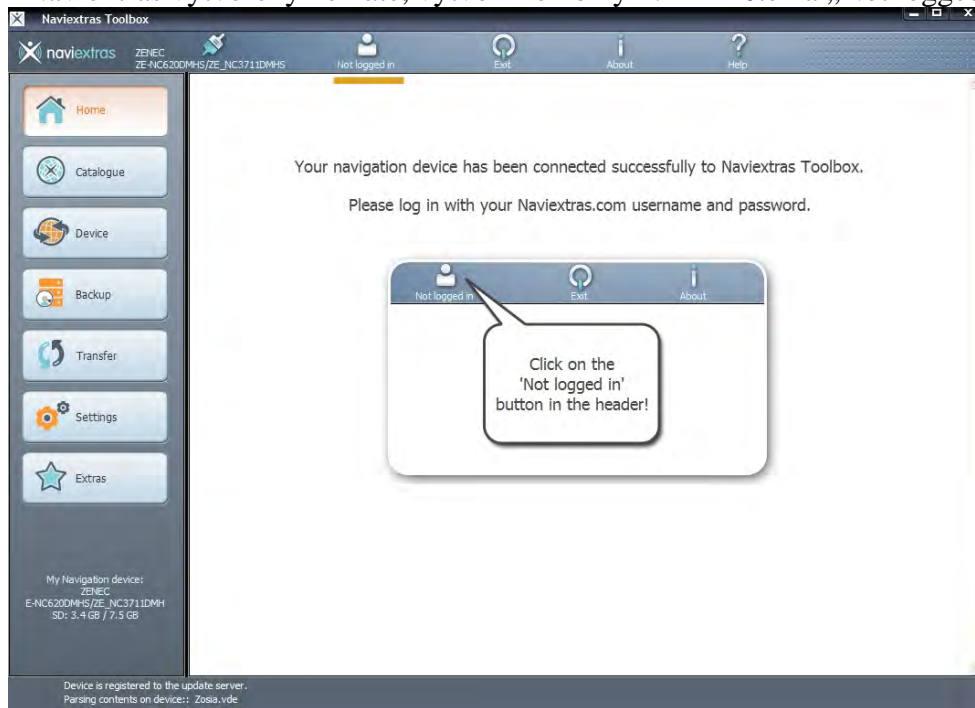 Naviextras Toolbox
naviextras
ZENEC
ZE-NC620DMHS/ZE_NC3711DMHS
Not logged in
Exit
About
Help
Home
Catalogue
Device
Backup
Transfer
Settings
Extras
Your navigation device has been connected successfully to Naviextras Toolbox.
Please log in with your Naviextras.com username and password.
Not logged in
Exit
About
Click on the
'Not logged in'
button in the header!
My Navigation device:
ZENEC
E-NC620DMHS/ZE_NC3711DMH
SD: 3.4 GB / 7.5 GB
Device is registered to the update server.
Parsing contents on device:: Zosia.vde